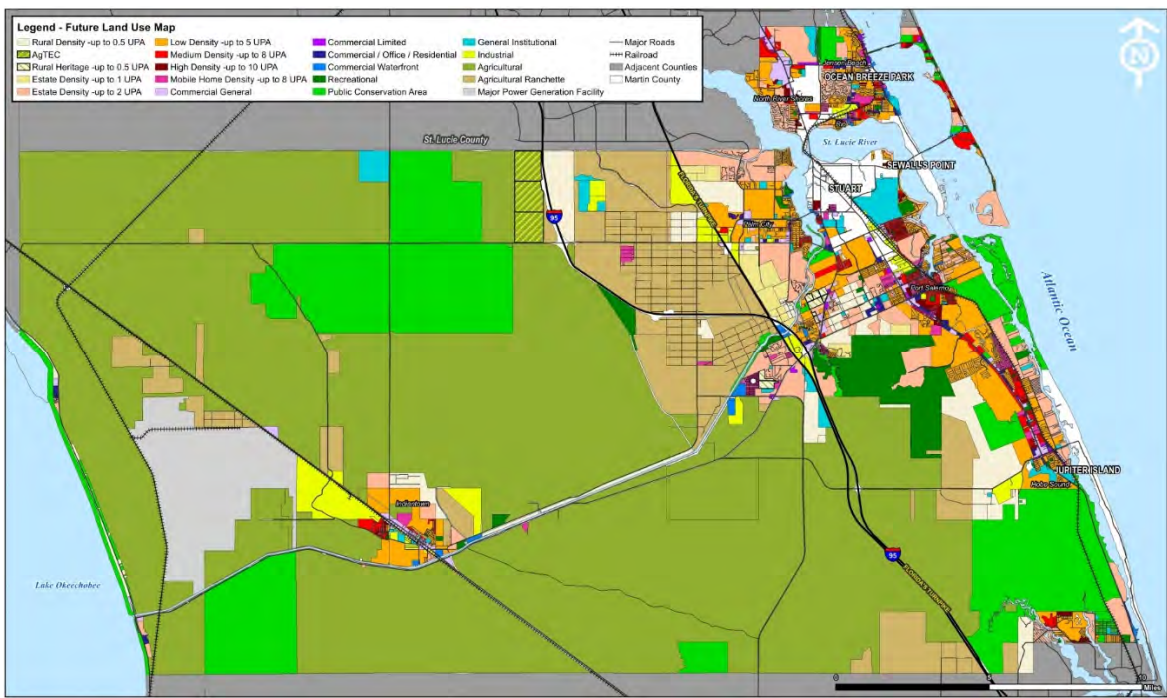 Legend - Future Land Use Map
Rural Density -up to 0.5 UPA
AgTEC
Rural Heritage -up to 0.5 UPA
Estate Density -up to 1 UPA
Estate Density -up to 2 UPA
Low Density -up to 5 UPA
Medium Density -up to 8 UPA
High Density -up to 10 UPA
Mobile Home Density -up to 8 UPA
Commercial General
Commercial Limited
Commercial / Office / Residential
Commercial Waterfront
Recreational
Public Conservation Area
General Institutional
Industrial
Agricultural
Agricultural Ranchette
Major Power Generation Facility
Major Roads
Railroad
Adjacent Counties
Martin County
N
Jensen Beach
OCEAN BREEZE PARK
North River Shores
St. Lucie County
St. Lucie River
SEWALL'S POINT
STUART
FLORIDA'S TURNPIKE
95
Palm City
Port Salerno
Atlantic Ocean
JUPITER ISLAND
Hobe Sound
Indiantown
95
FLORIDA'S TURNPIKE
Lake Okeechobee
0
5
10
Miles